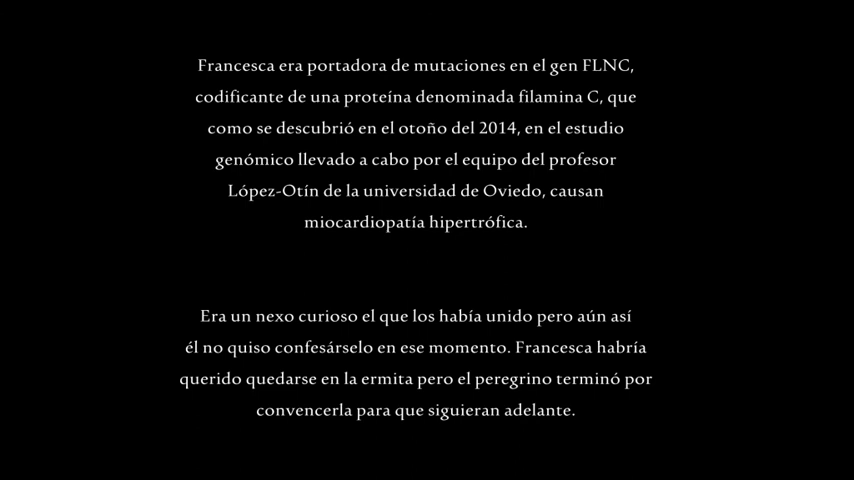 Francesca era portadora de mutaciones en el gen FLNC,
codificante de una proteína denominada filamina C, que
como se descubrió en el otoño del 2014, en el estudio
genómico llevado a cabo por el equipo del profesor
López-Otín de la universidad de Oviedo, causan
miocardiopatía hipertrófica.
Era un nexo curioso el que los había unido pero aún así
él no quiso confesárselo en ese momento. Francesca habría
querido quedarse en la ermita pero el peregrino terminó por
convencerla para que siguieran adelante.